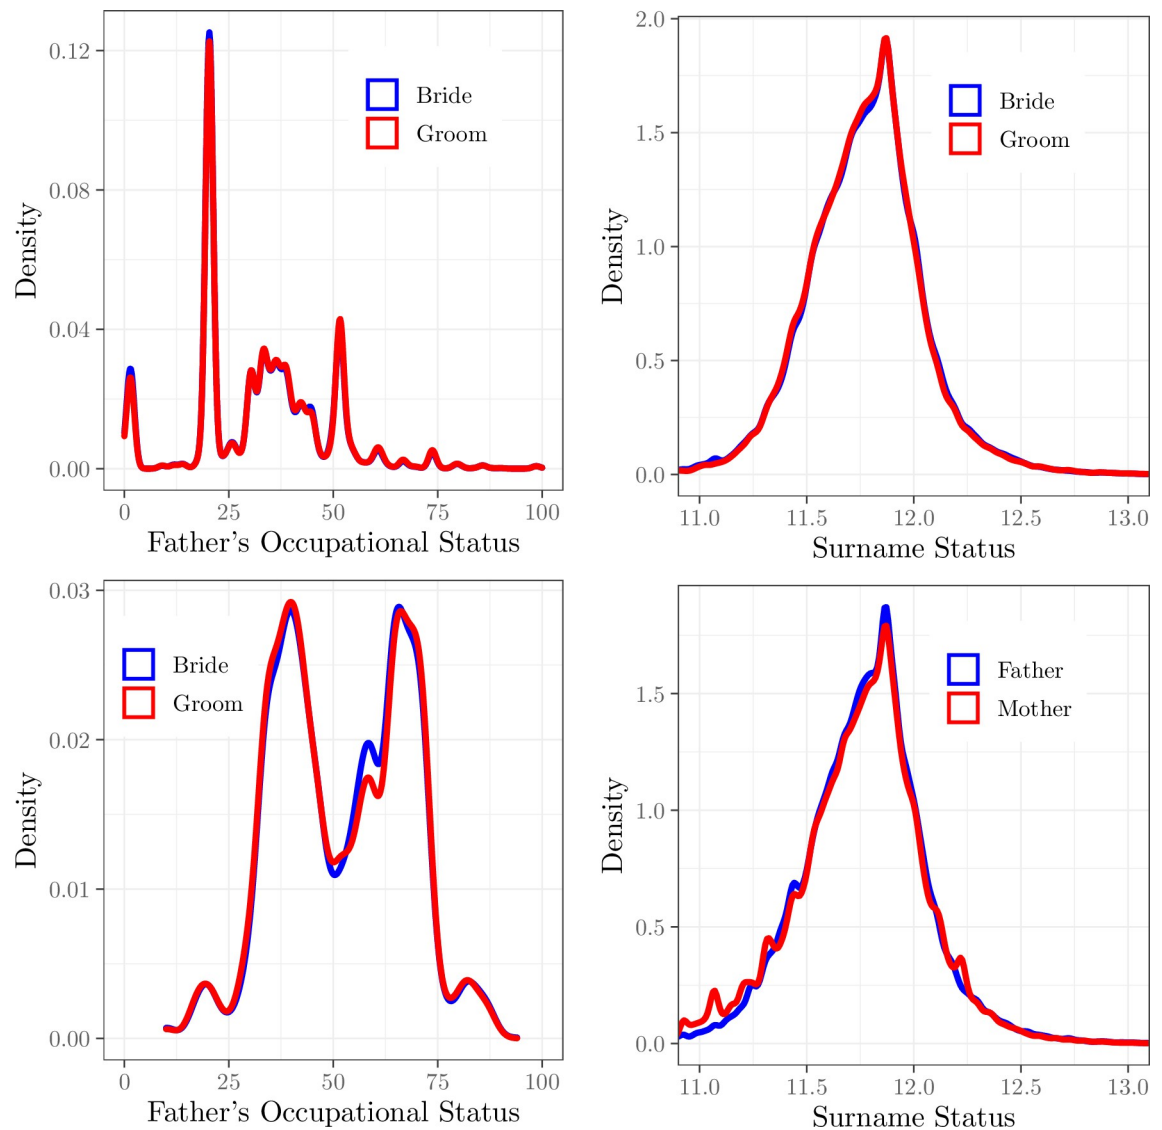 Density
0.12
0.08
0.04
0.00
Bride
Groom
0
25
50
75
100
Father's Occupational Status
Density
2.0
1.5
1.0
0.5
0.0
Bride
Groom
11.0
11.5
12.0
12.5
13.0
Surname Status
Density
0.03
0.02
0.01
0.00
Bride
Groom
0
25
50
75
100
Father's Occupational Status
Density
1.5
1.0
0.5
0.0
Father
Mother
11.0
11.5
12.0
12.5
13.0
Surname Status